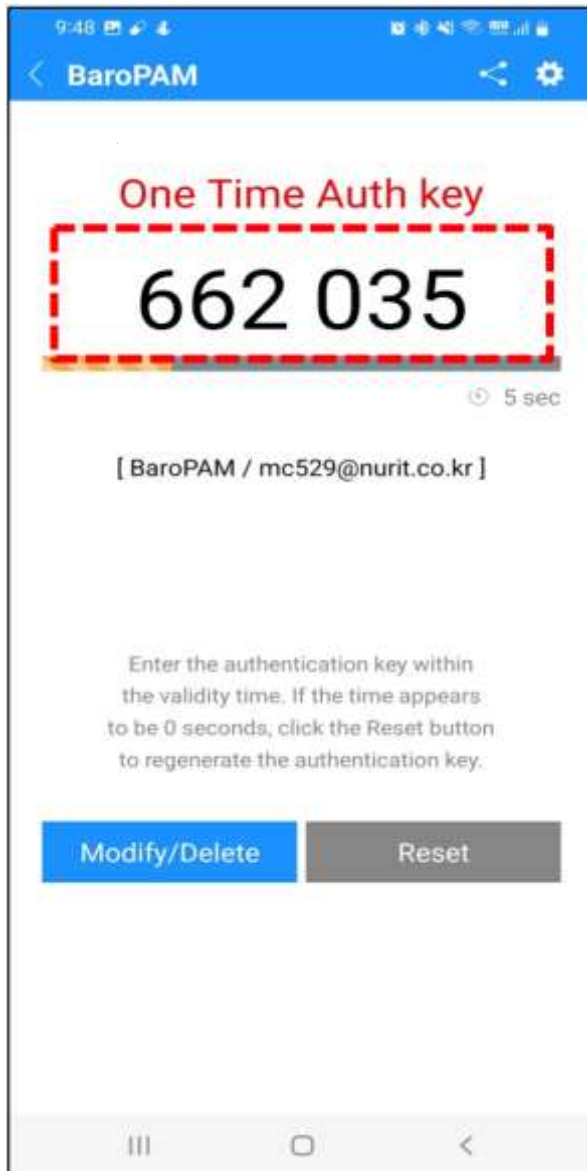 9:48
BaroPAM
One Time Auth key
662 035
5 sec
[ BaroPAM / mc529@nurit.co.kr ]
Enter the authentication key within
the validity time. If the time appears
to be 0 seconds, click the Reset button
to regenerate the authentication key.
Modify/Delete
Reset